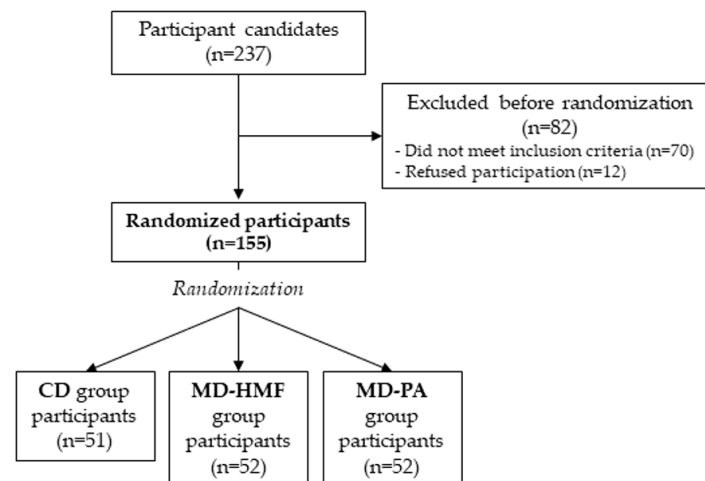 Participant candidates
(n=237)
Excluded before randomization
(n=82)
- Did not meet inclusion criteria (n=70)
- Refused participation (n=12)
Randomized participants
(n=155)
Randomization
CD group
participants
(n=51)
MD-HMF
group
participants
(n=52)
MD-PA
group
participants
(n=52)